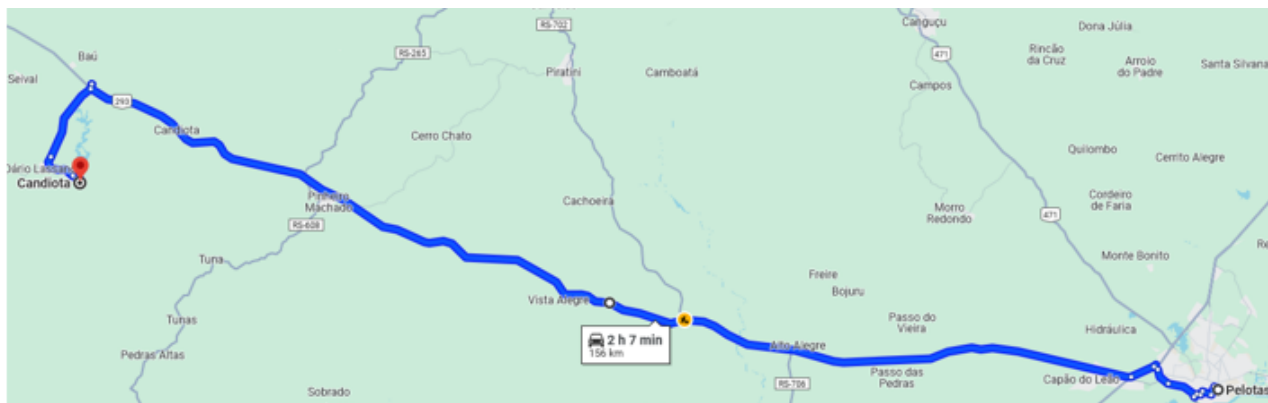 Canguçu
Dona Júlia
RS-702
Baú
RS-265
471
Rincão
da Cruz
Arroio
do Padre
Santa Silvana
Seival
Piratini
Camboatá
Campos
293
Candiota
Cerro Chato
Quilombo
Cerrito Alegre
Candiota
Pinheiro
Machado
Cachoeira
Cordeiro
de Faria
Morro
Redondo
471
RS-608
Tuna
Monte Bonito
Freire
Bojuru
Vista Alegre
Tunas
Passo do
Vieira
Hidráulica
2 h 7 min
156 km
Pedras Altas
Alto Alegre
Passo das
Pedras
Capão do Leão
RS-706
Sobrado
Pelotas